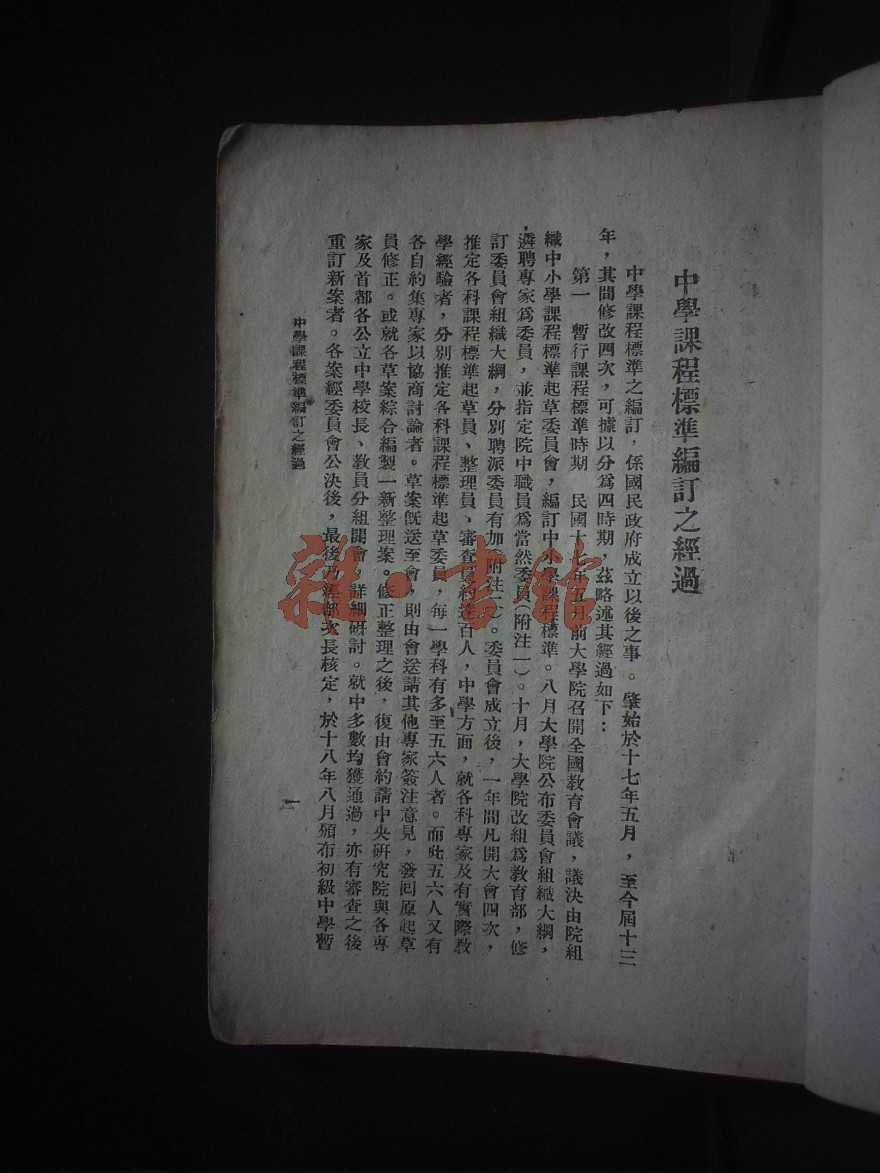 中學課程標準編訂之經過
中學課程標準之編訂，係國民政府成立以後之事。肇始於十七年五月，至今屆十三
年，其間修改四次，可據以分爲四時期，茲略述其經過如下：
第一　暫行課程標準時期　民國十七年五月前大學院召開全國教育會議，議決由院組
織中小學課程標準起草委員會，編訂中小學課程標準。八月大學院公布委員會組織大綱，
遴聘專家爲委員，並指定院中職員爲當然委員（附注一）。十月，大學院改組爲教育部，修
訂委員會組織大綱，分別聘派委員有加（附注二）。委員會成立後，一年間凡開大會四次，
推定各科課程標準起草員、整理員、審查員約達百人，中學方面，就各科專家及有實際教
學經驗者，分別推定各科課程標準起草委員，每一學科有多至五六人者。而此五六人又有
各自約集專家以協商討論者。草案旣送至會，則由會送請其他專家簽注意見，發回原起草
員修正。或就各草案綜合編製一新整理案。修正整理之後，復由會約請中央研究院與各專
家及首都各公立中學校長、教員分組開會，詳細研討。就中多數均獲通過，亦有審查之後
重訂新案者。各案經委員會公決後，最後乃經部次長核定，於十八年八月頒布初級中學暫
中學課程標準編訂之經過
一